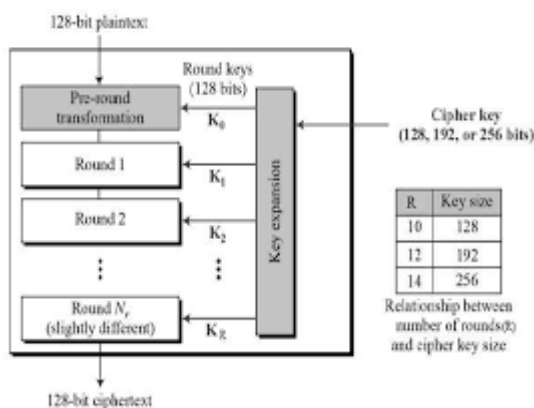 128-bit plaintext
Round keys
(128 bits)
Pre-round
transformation
K0
Cipher key
(128, 192, or 256 bits)
Round 1
K1
Round 2
K2
Key expansion
Round Nr
(slightly different)
KR
128-bit ciphertext
R Key size
10 128
12 192
14 256
Relationship between
number of rounds(R)
and cipher key size